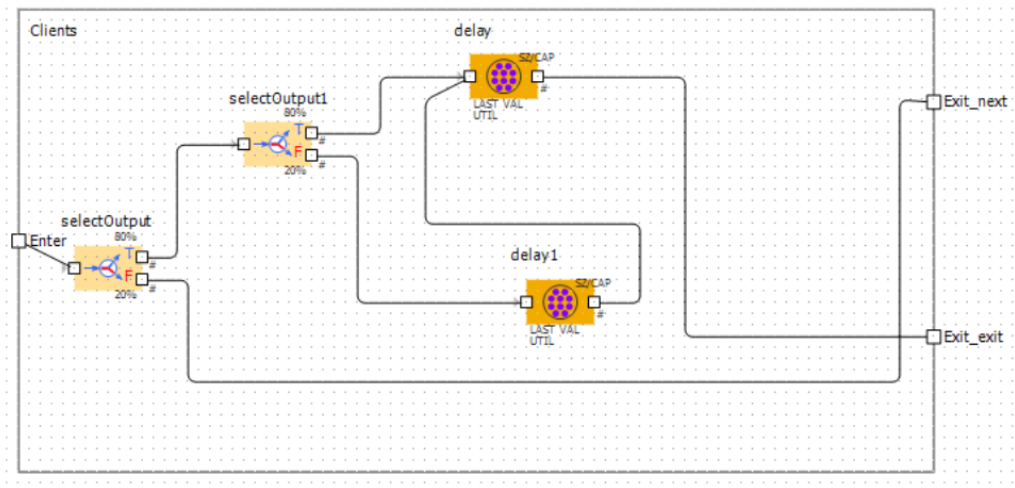 Clients
delay
SZ/CAP
#
LAST VAL
UTIL
selectOutput1
80%
T
#
F
#
20%
Exit_next
selectOutput
80%
Enter
T
#
F
#
20%
delay1
SZ/CAP
#
LAST VAL
UTIL
Exit_exit